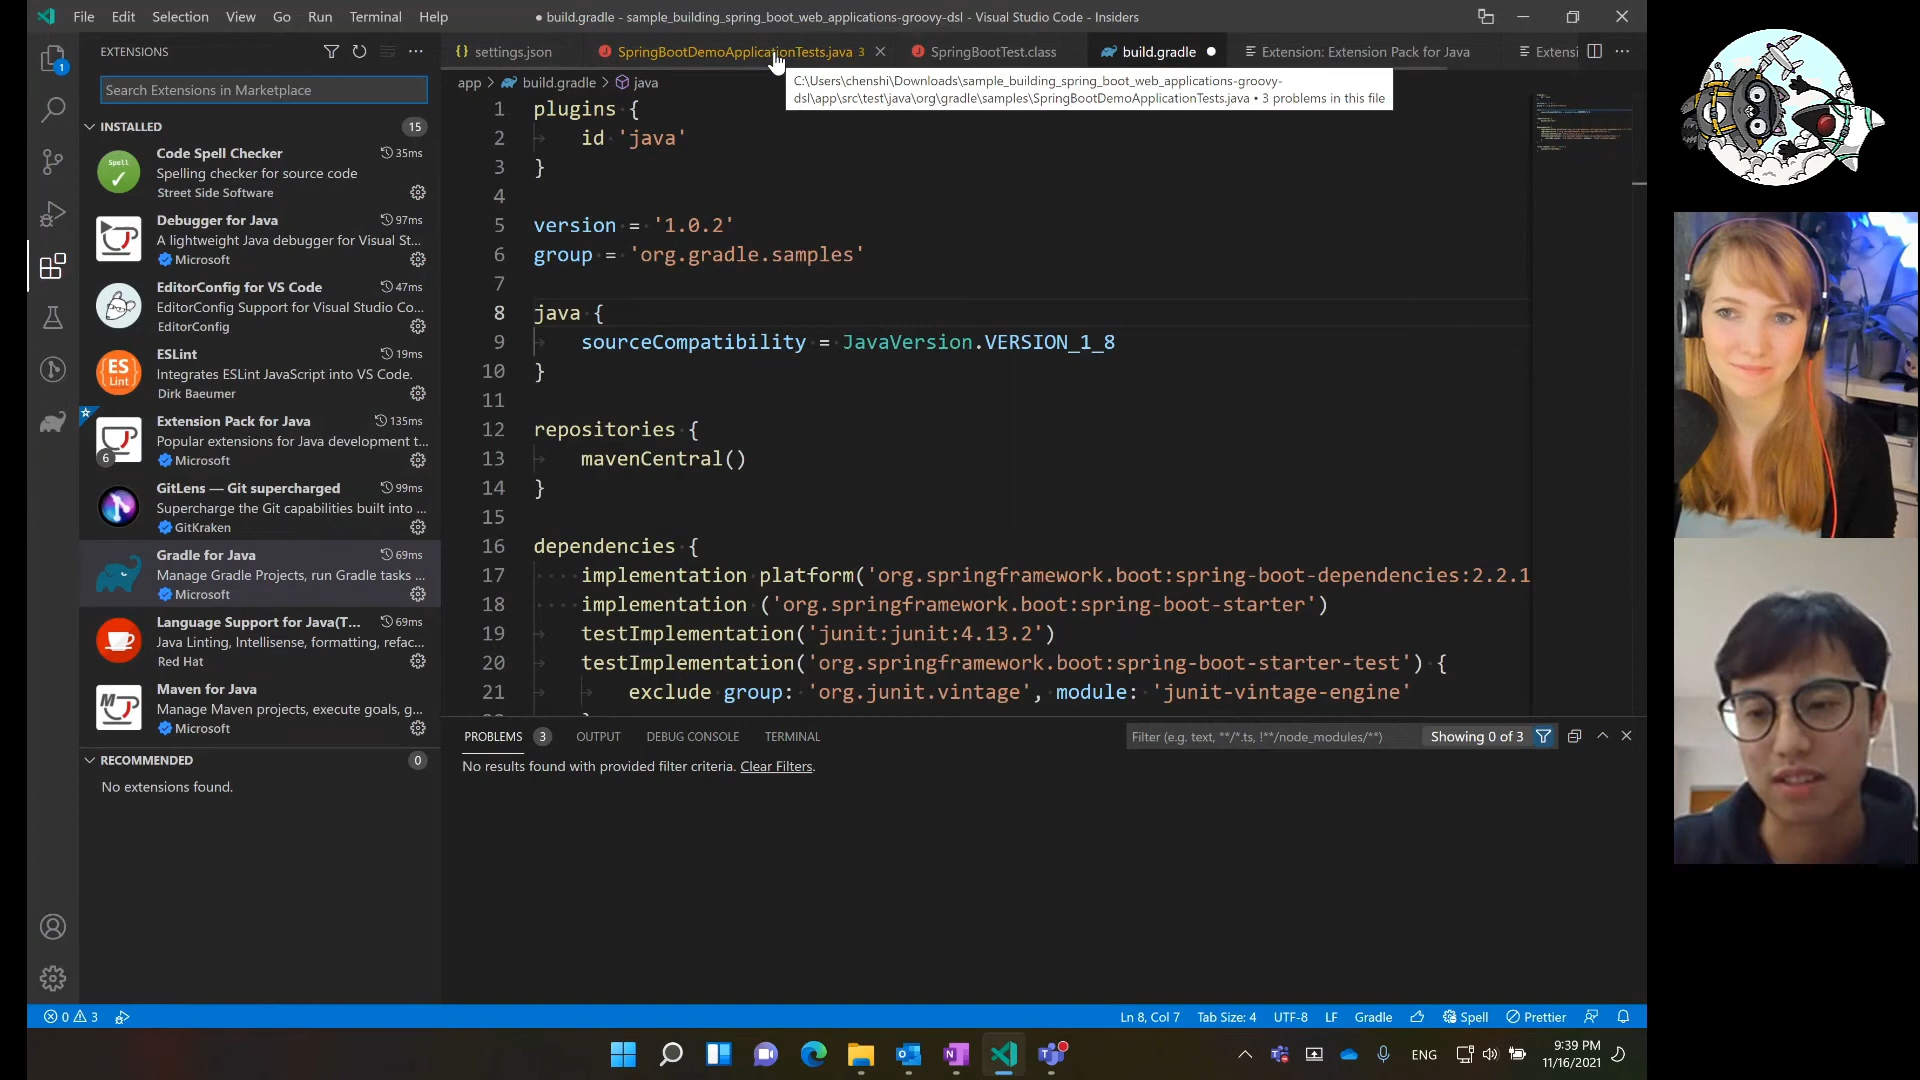 File Edit Selection View Go Run Terminal Help
● build.gradle - sample_building_spring_boot_web_applications-groovy-dsl - Visual Studio Code - Insiders
EXTENSIONS
Search Extensions in Marketplace
INSTALLED 15
Code Spell Checker 35ms
Spelling checker for source code
Street Side Software
Debugger for Java 97ms
A lightweight Java debugger for Visual St...
Microsoft
EditorConfig for VS Code 47ms
EditorConfig Support for Visual Studio Co...
EditorConfig
ESLint 19ms
Integrates ESLint JavaScript into VS Code.
Dirk Baeumer
Extension Pack for Java 135ms
Popular extensions for Java development t...
Microsoft
6
GitLens — Git supercharged 99ms
Supercharge the Git capabilities built into ...
GitKraken
Gradle for Java 69ms
Manage Gradle Projects, run Gradle tasks ...
Microsoft
Language Support for Java(T... 69ms
Java Linting, Intellisense, formatting, refac...
Red Hat
Maven for Java
Manage Maven projects, execute goals, g...
Microsoft
RECOMMENDED 0
No extensions found.
1
Spell
ES
Lint
{} settings.json
SpringBootDemoApplicationTests.java 3
SpringBootTest.class
build.gradle
Extension: Extension Pack for Java
Extensi
app > build.gradle > java
C:\Users\chenshi\Downloads\sample_building_spring_boot_web_applications-groovy-
dsl\app\src\test\java\org\gradle\samples\SpringBootDemoApplicationTests.java • 3 problems in this file
1 plugins {
2 id 'java'
3 }
4
5 version = '1.0.2'
6 group = 'org.gradle.samples'
7
8 java {
9 sourceCompatibility = JavaVersion.VERSION_1_8
10 }
11
12 repositories {
13 mavenCentral()
14 }
15
16 dependencies {
17 implementation platform('org.springframework.boot:spring-boot-dependencies:2.2.1
18 implementation ('org.springframework.boot:spring-boot-starter')
19 testImplementation('junit:junit:4.13.2')
20 testImplementation('org.springframework.boot:spring-boot-starter-test') {
21 exclude group: 'org.junit.vintage', module: 'junit-vintage-engine'
PROBLEMS 3 OUTPUT DEBUG CONSOLE TERMINAL
Filter (e.g. text, **/*.ts, !**/node_modules/**) Showing 0 of 3
No results found with provided filter criteria. Clear Filters.
0 3
Ln 8, Col 7 Tab Size: 4 UTF-8 LF Gradle Spell Prettier
ENG
9:39 PM
11/16/2021